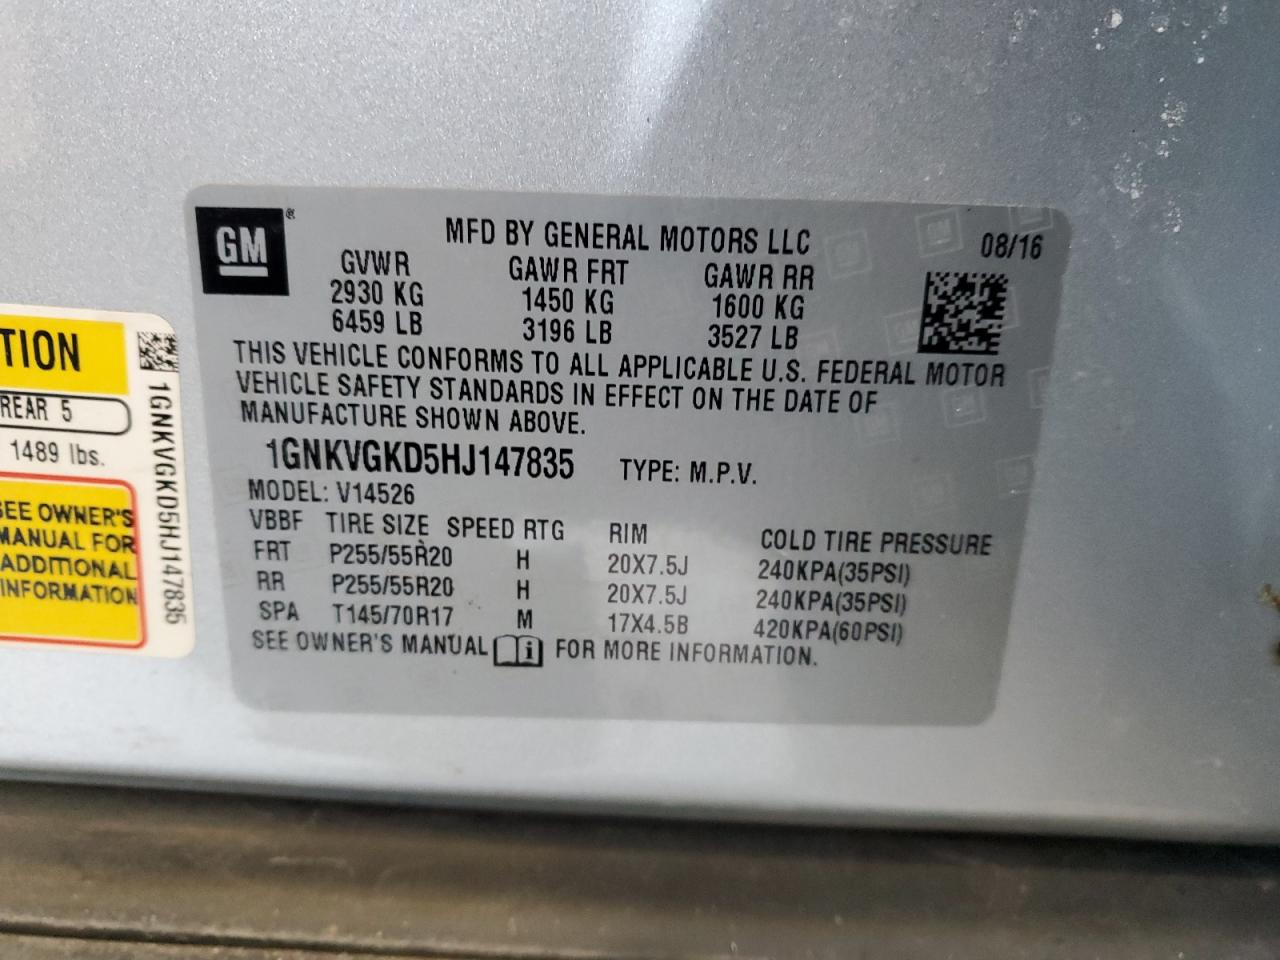 GM ®
MFD BY GENERAL MOTORS LLC 08/16
GVWR GAWR FRT GAWR RR
2930 KG 1450 KG 1600 KG
6459 LB 3196 LB 3527 LB
THIS VEHICLE CONFORMS TO ALL APPLICABLE U.S. FEDERAL MOTOR
VEHICLE SAFETY STANDARDS IN EFFECT ON THE DATE OF
MANUFACTURE SHOWN ABOVE.
1GNKVGKD5HJ147835 TYPE: M.P.V.
MODEL: V14526
VBBF TIRE SIZE SPEED RTG RIM COLD TIRE PRESSURE
FRT P255/55R20 H 20X7.5J 240KPA(35PSI)
RR P255/55R20 H 20X7.5J 240KPA(35PSI)
SPA T145/70R17 M 17X4.5B 420KPA(60PSI)
SEE OWNER'S MANUAL i FOR MORE INFORMATION.
TION
REAR 5
1489 lbs.
SEE OWNER'S
MANUAL FOR
ADDITIONAL
INFORMATION
1GNKVGKD5HJ147835